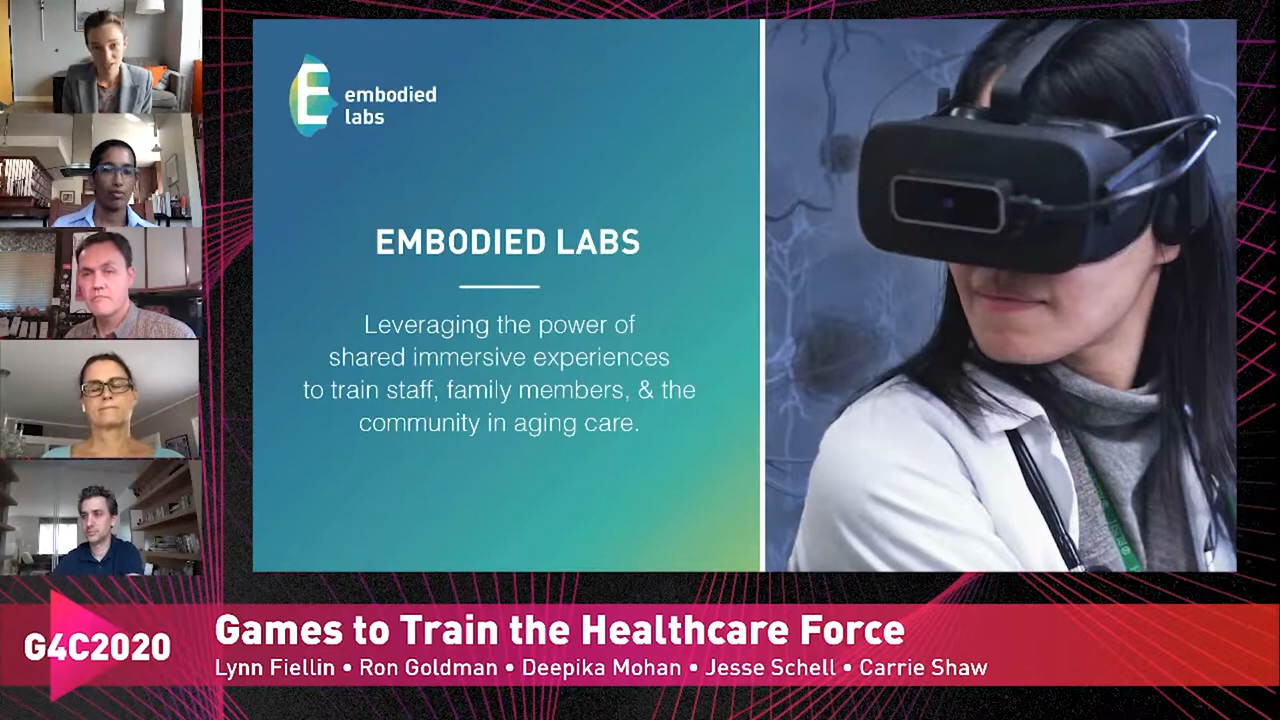 embodied
labs
EMBODIED LABS
Leveraging the power of
shared immersive experiences
to train staff, family members, & the
community in aging care.
G4C2020
Games to Train the Healthcare Force
Lynn Fiellin • Ron Goldman • Deepika Mohan • Jesse Schell • Carrie Shaw